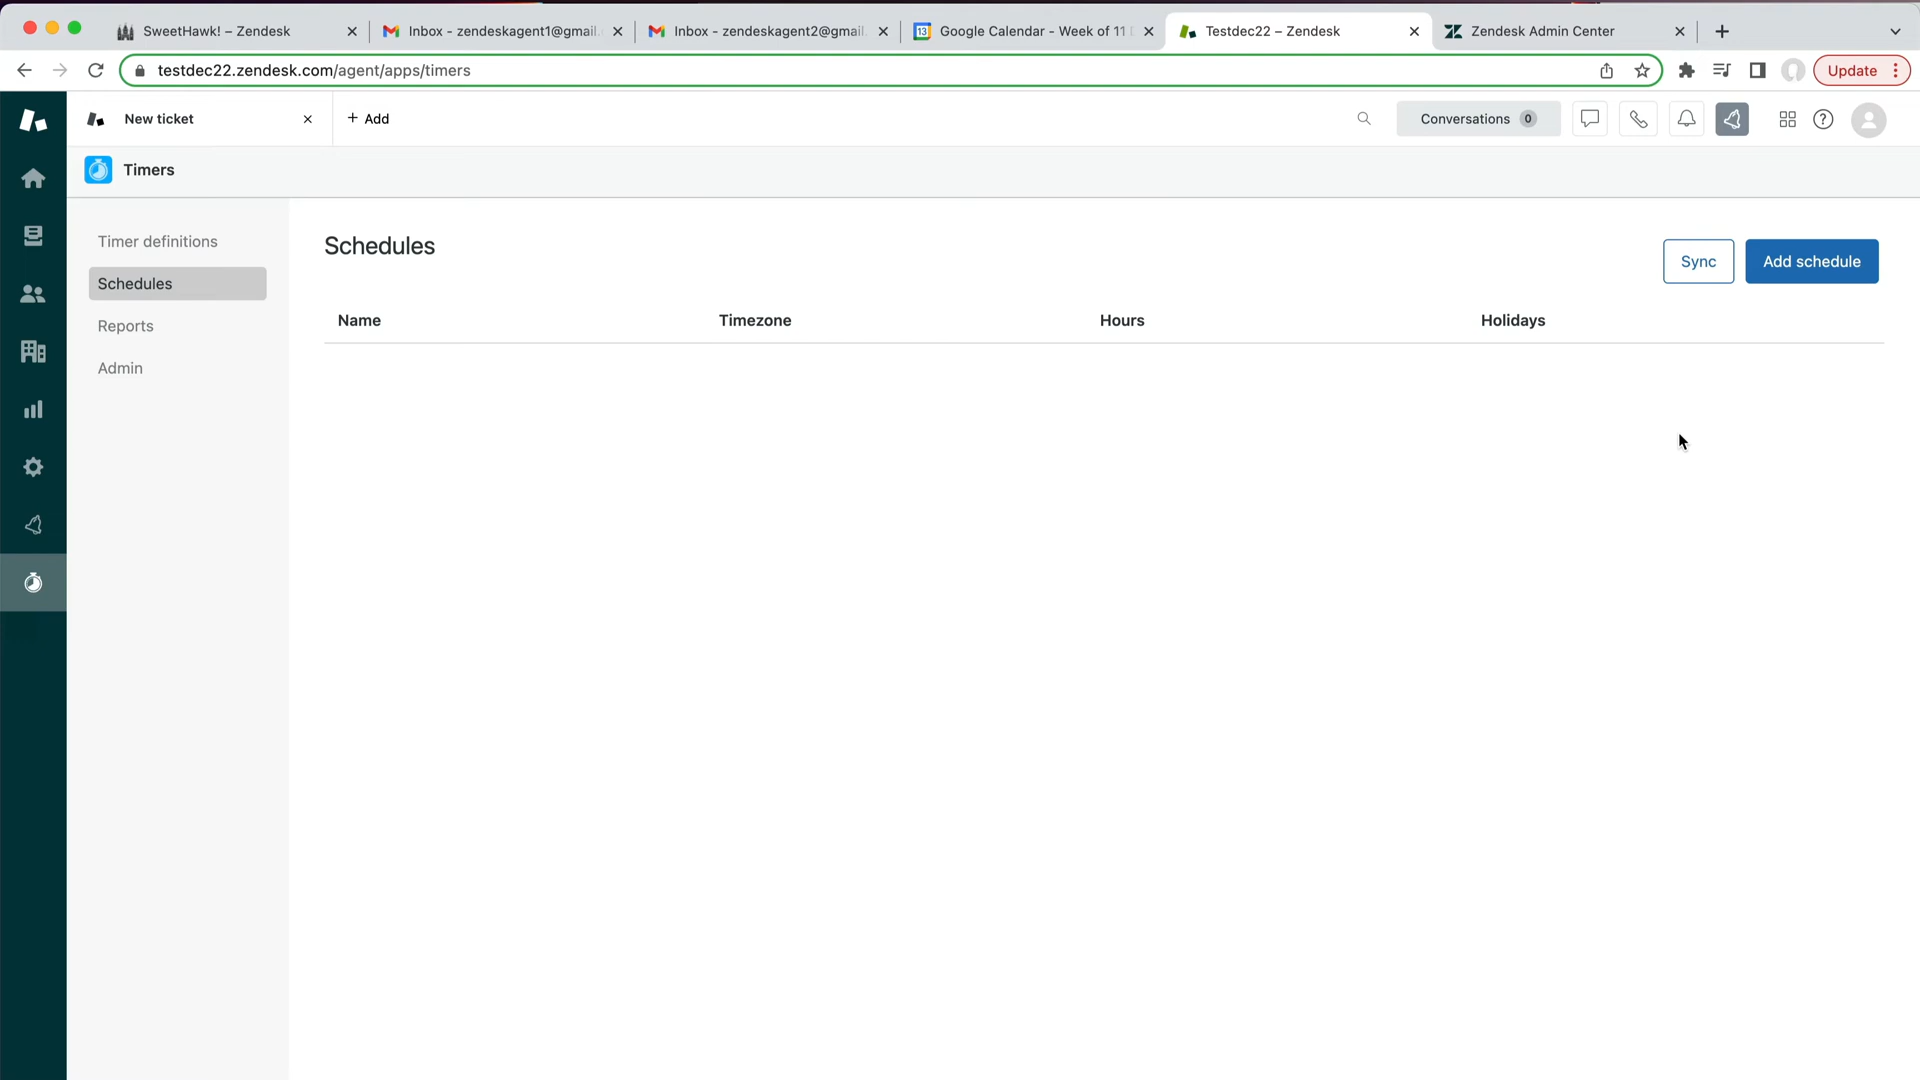 SweetHawk! – Zendesk
Inbox - zendeskagent1@gmail.
Inbox - zendeskagent2@gmail.
13
Google Calendar - Week of 11
Testdec22 – Zendesk
Zendesk Admin Center
testdec22.zendesk.com/agent/apps/timers
Update
New ticket
+ Add
Conversations 0
Timers
Timer definitions
Schedules
Reports
Admin
Schedules
Sync
Add schedule
Name Timezone Hours Holidays